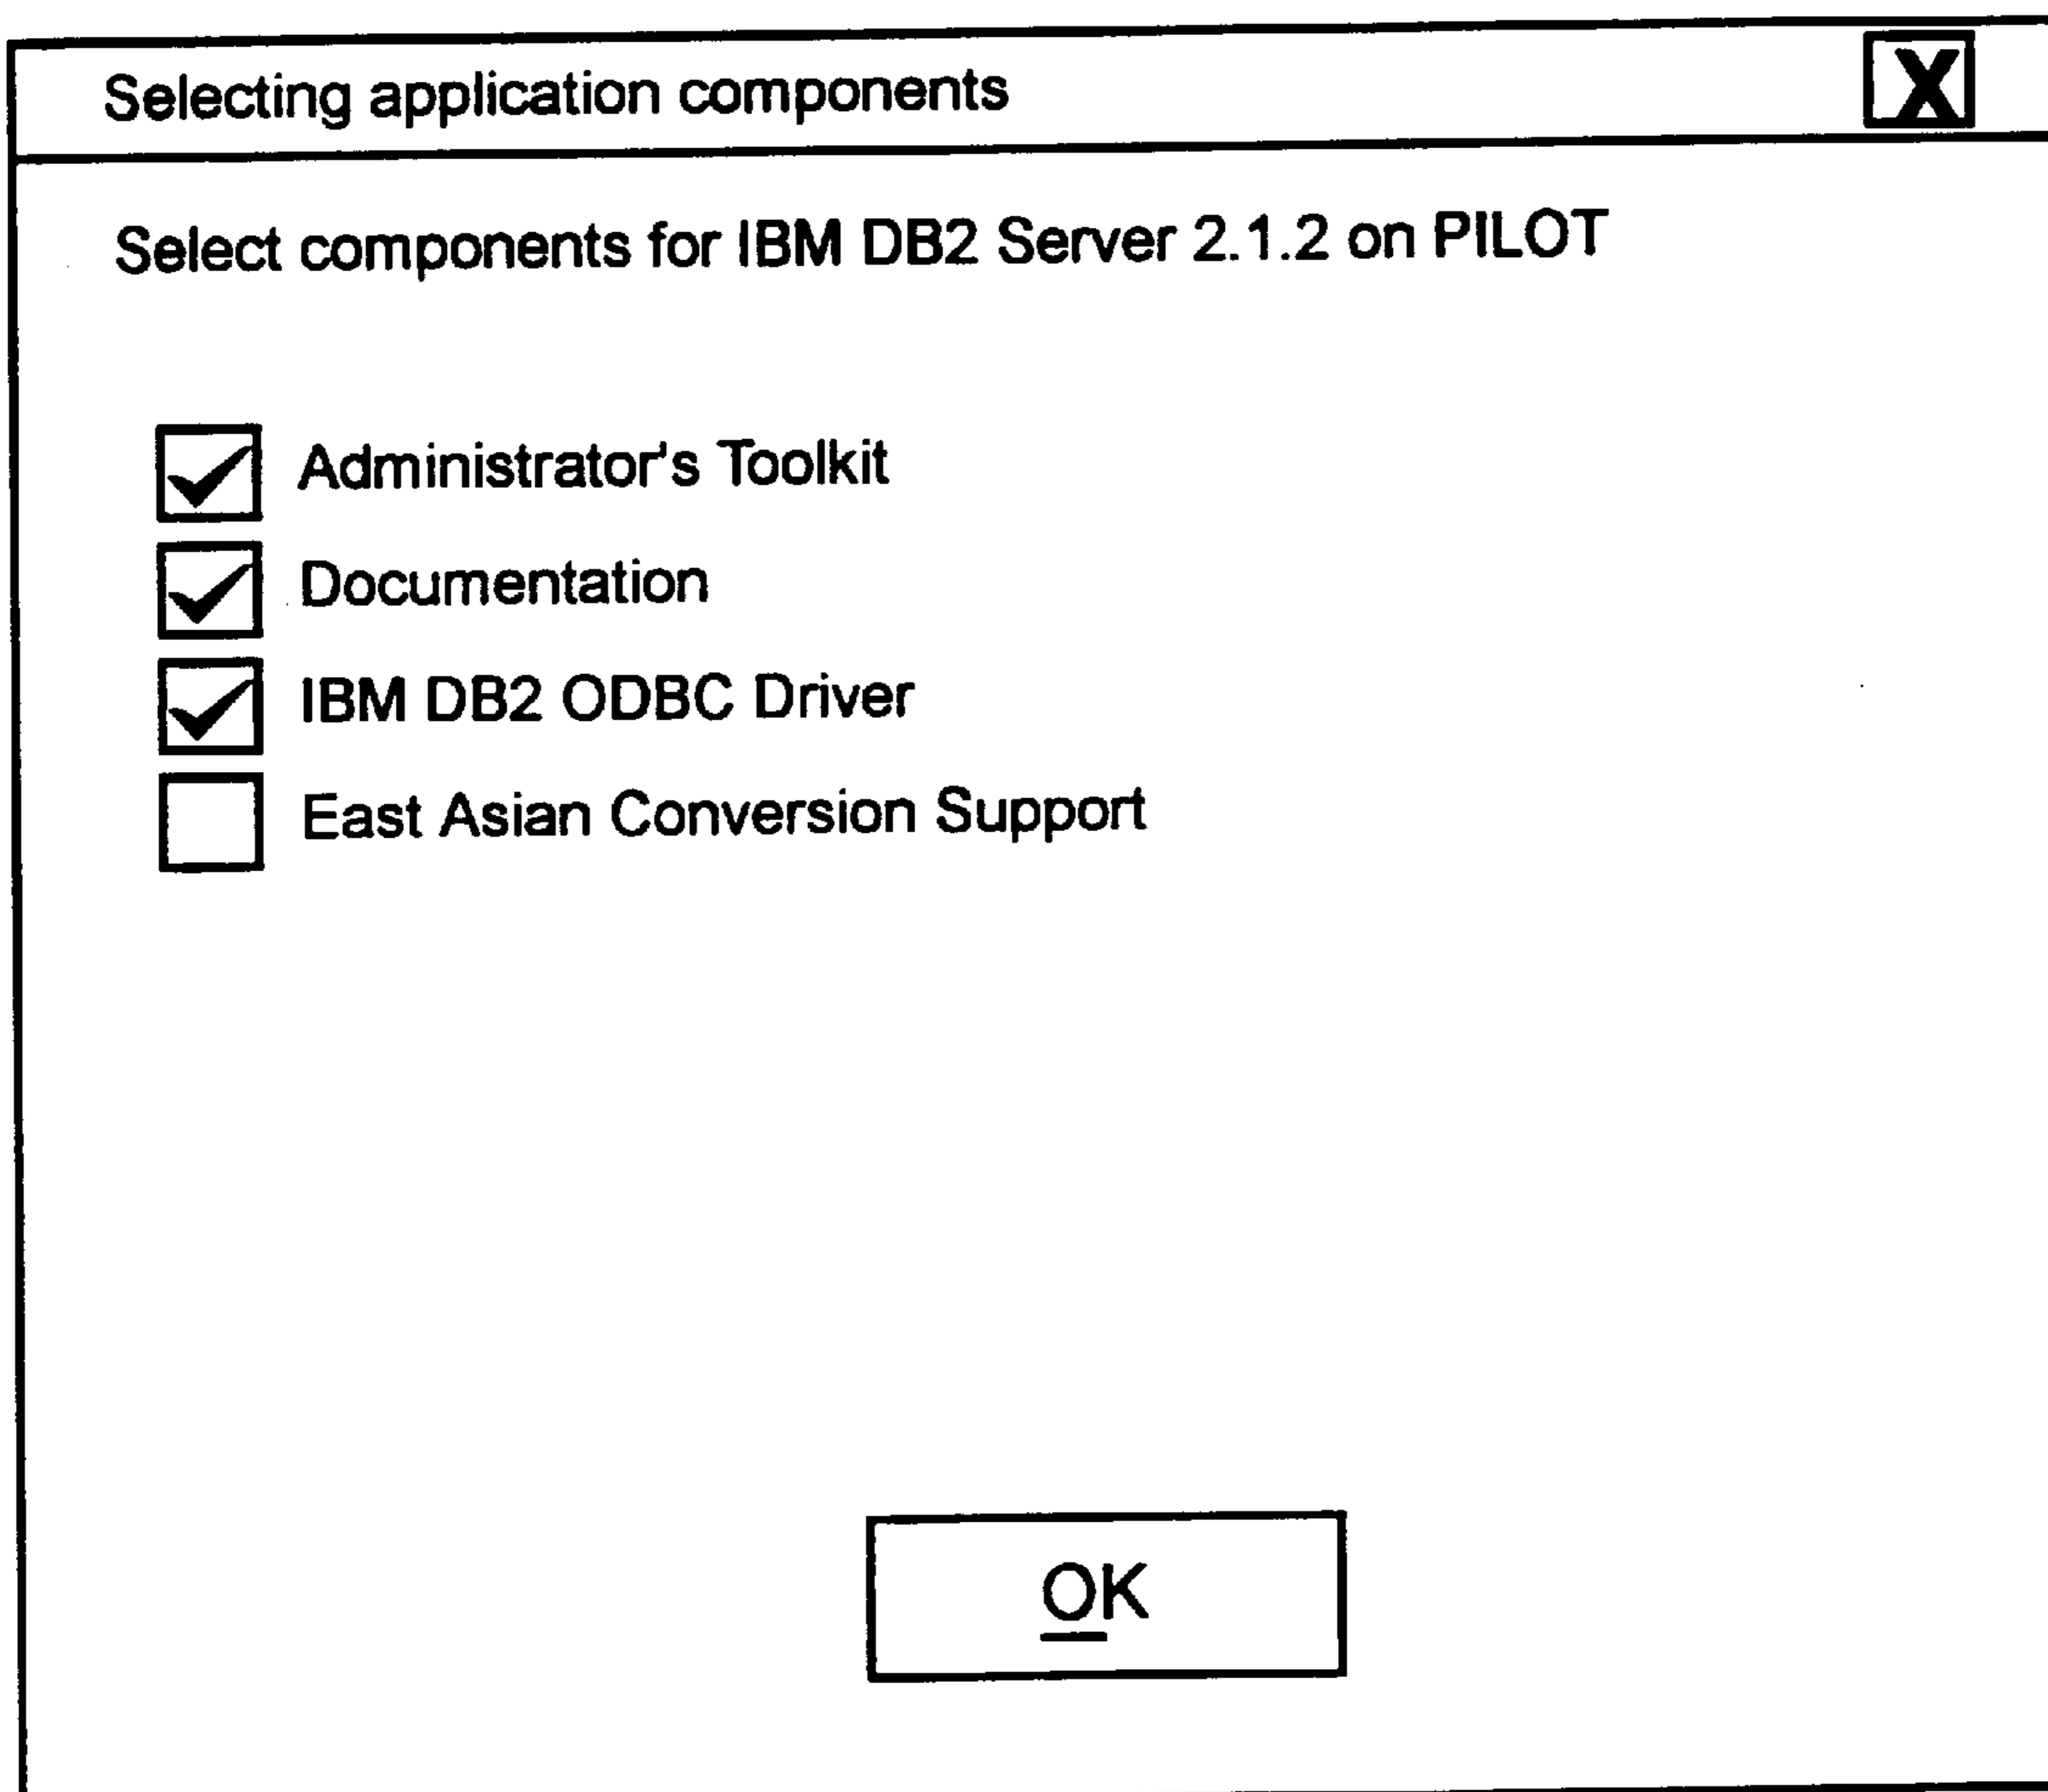 Selecting application components
X
Select components for IBM DB2 Server 2.1.2 on PILOT
Administrator's Toolkit
Documentation
IBM DB2 ODBC Driver
East Asian Conversion Support
OK